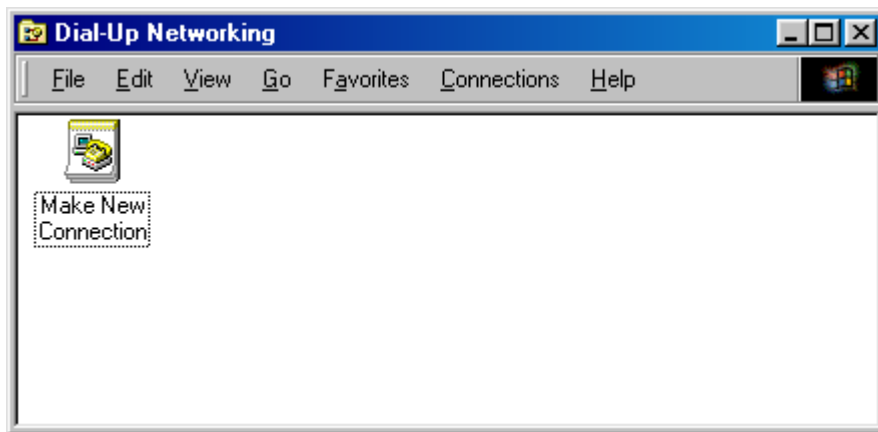 Dial-Up Networking
File Edit View Go Favorites Connections Help
Make New
Connection